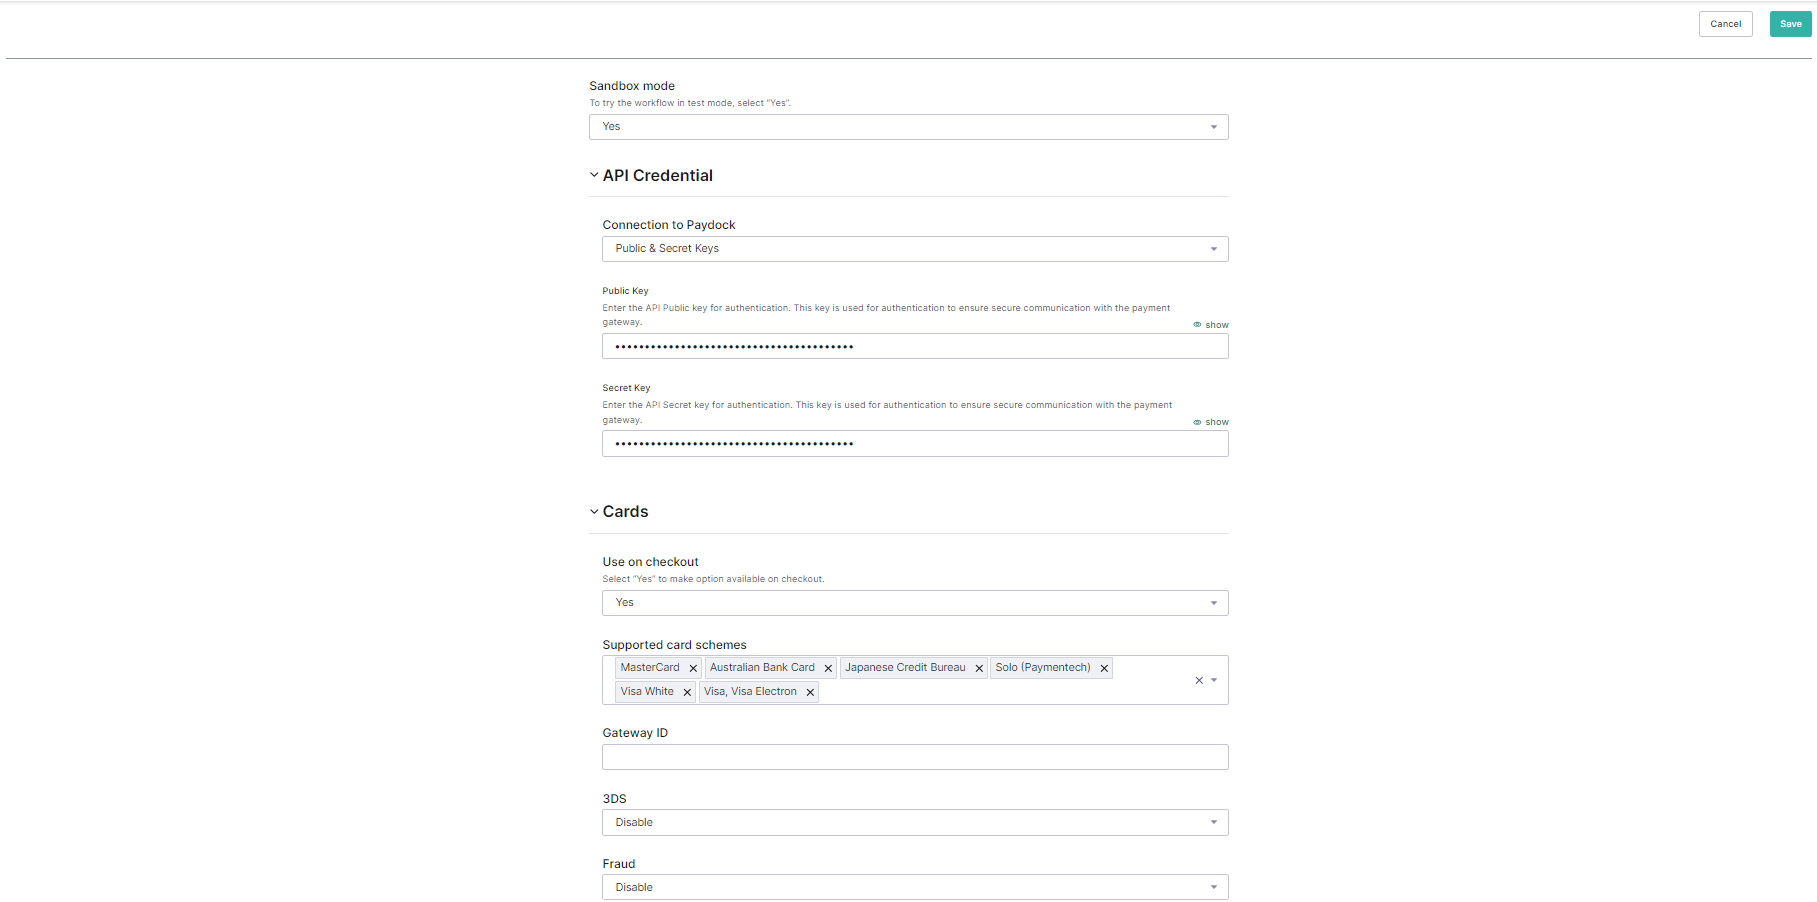 Cancel
Save
Sandbox mode
To try the workflow in test mode, select "Yes".
Yes
API Credential
Connection to Paydock
Public & Secret Keys
Public Key
Enter the API Public key for authentication. This key is used for authentication to ensure secure communication with the payment
gateway.
show
••••••••••••••••••••••••••••••••••••••••
Secret Key
Enter the API Secret key for authentication. This key is used for authentication to ensure secure communication with the payment
gateway.
show
••••••••••••••••••••••••••••••••••••••••
Cards
Use on checkout
Select "Yes" to make option available on checkout.
Yes
Supported card schemes
MasterCard × Australian Bank Card × Japanese Credit Bureau × Solo (Paymentech) ×
Visa White × Visa, Visa Electron ×
Gateway ID
3DS
Disable
Fraud
Disable